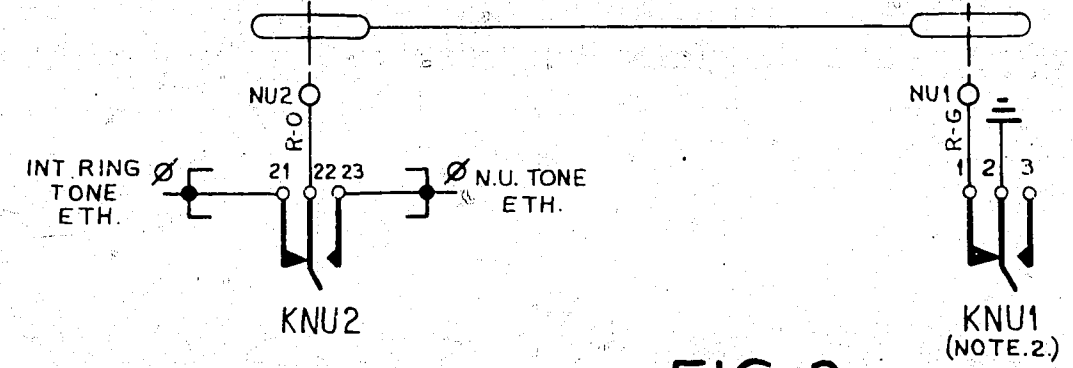 NU2
NU1
R-O
R-G
INT. RING
TONE
ETH.
Ø
21 22 23
Ø
N.U. TONE
ETH.
1 2 3
KNU2
KNU1
(NOTE.2.)